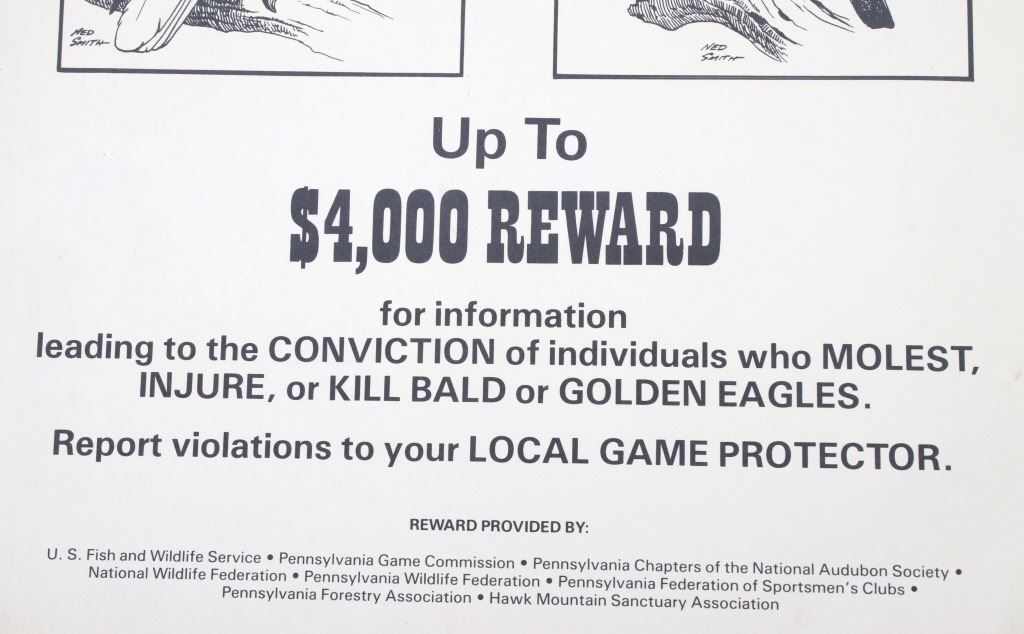 NED
SMITH
NED
SMITH
Up To
$4,000 REWARD
for information
leading to the CONVICTION of individuals who MOLEST,
INJURE, or KILL BALD or GOLDEN EAGLES.
Report violations to your LOCAL GAME PROTECTOR.
REWARD PROVIDED BY:
U. S. Fish and Wildlife Service • Pennsylvania Game Commission • Pennsylvania Chapters of the National Audubon Society •
National Wildlife Federation • Pennsylvania Wildlife Federation • Pennsylvania Federation of Sportsmen's Clubs •
Pennsylvania Forestry Association • Hawk Mountain Sanctuary Association